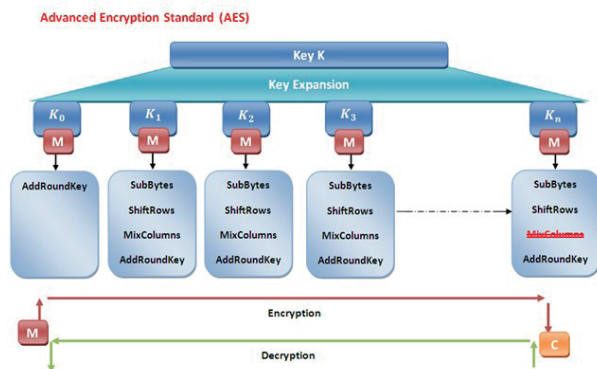 Advanced Encryption Standard (AES)
Key K
Key Expansion
K₀ K₁ K₂ K₃ Kₙ
M M M M M
AddRoundKey SubBytes SubBytes SubBytes SubBytes
ShiftRows ShiftRows ShiftRows ShiftRows
MixColumns MixColumns MixColumns MixColumns
AddRoundKey AddRoundKey AddRoundKey AddRoundKey
Encryption
M C
Decryption